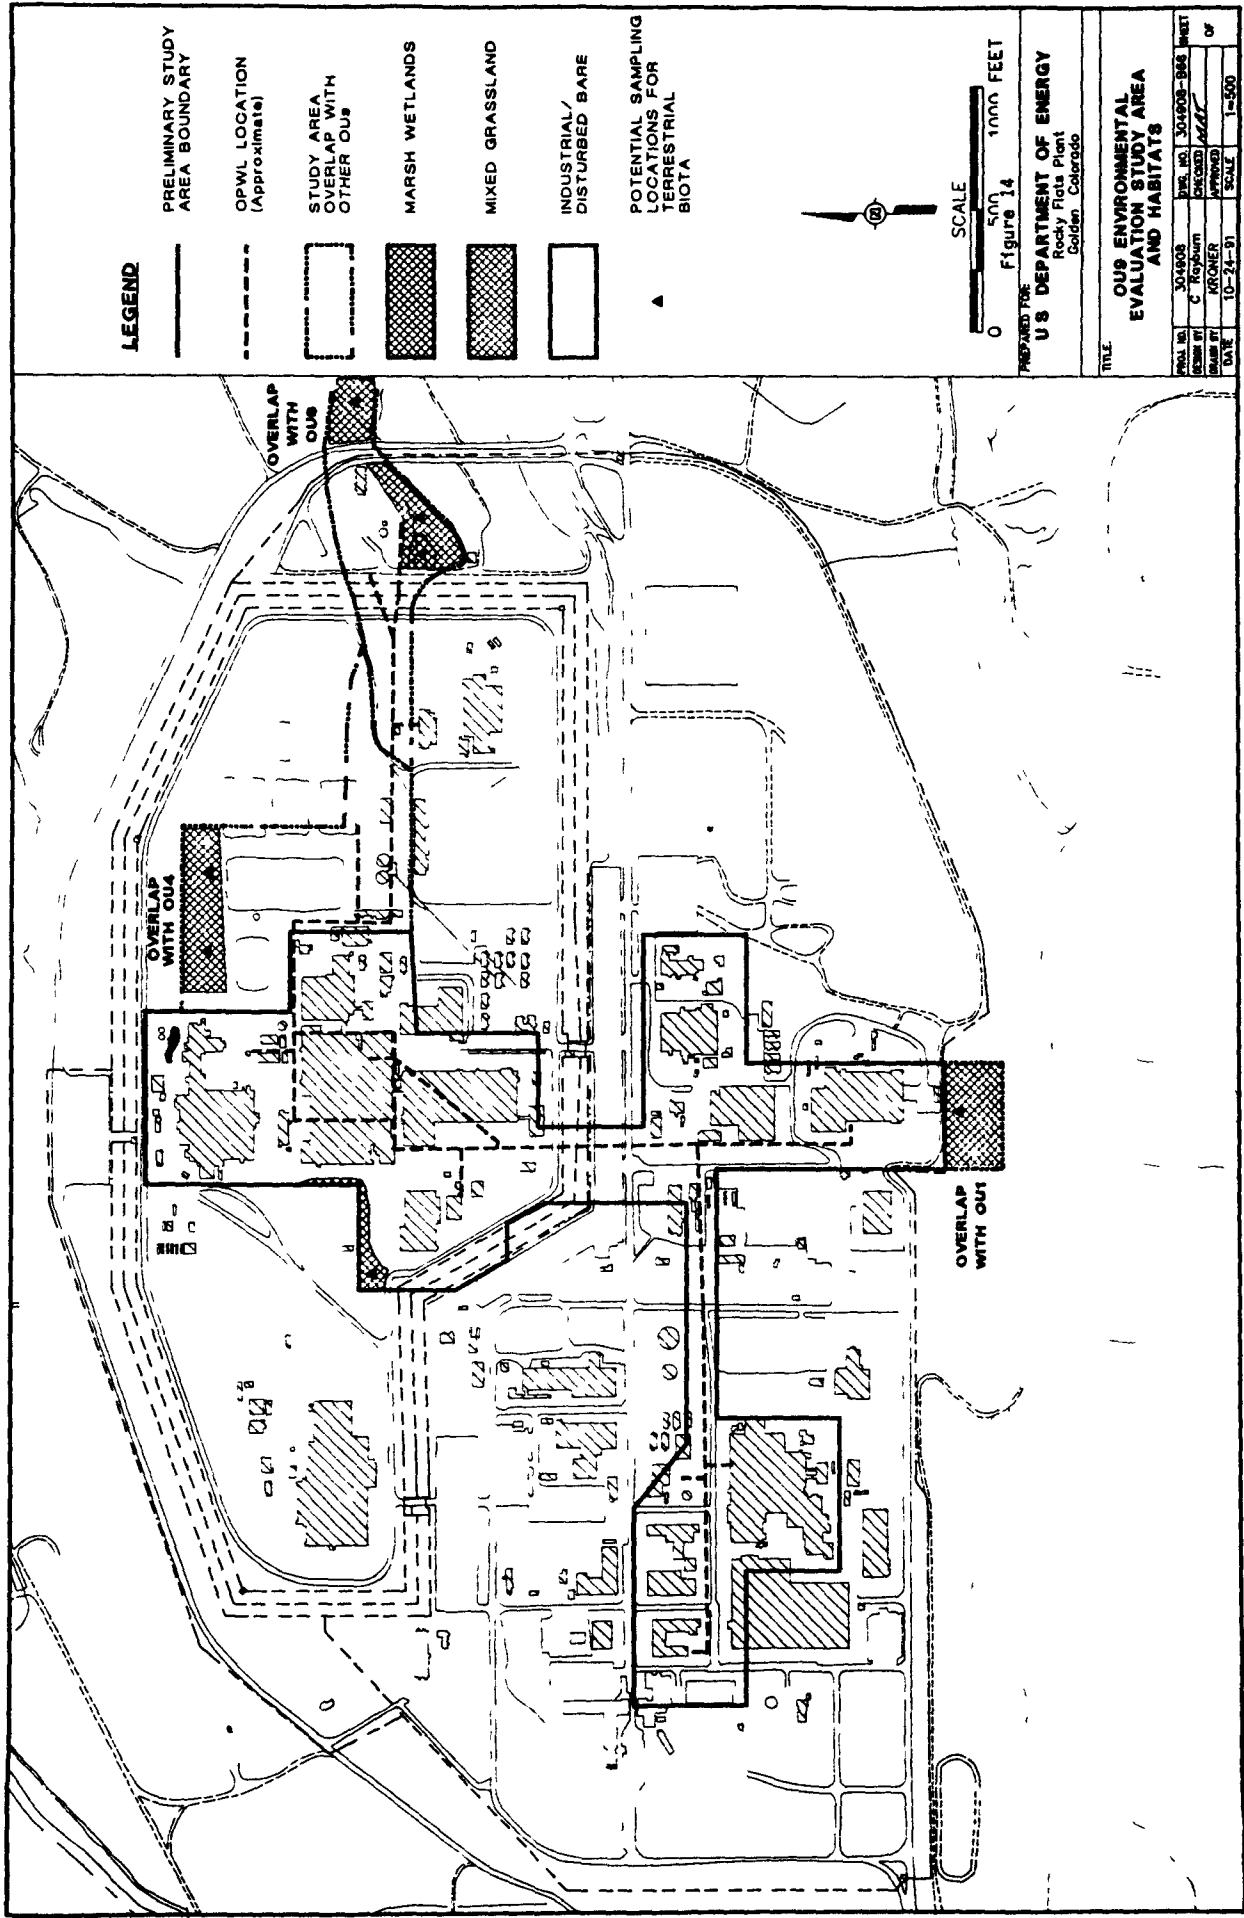 LEGEND
PRELIMINARY STUDY
AREA BOUNDARY
OPWL LOCATION
(Approximate)
STUDY AREA
OVERLAP WITH
OTHER OUs
MARSH WETLANDS
MIXED GRASSLAND
INDUSTRIAL/
DISTURBED BARE
POTENTIAL SAMPLING
LOCATIONS FOR
TERRESTRIAL
BIOTA
SCALE
0 500 1000 FEET
Figure 14
PREPARED FOR:
U S DEPARTMENT OF ENERGY
Rocky Flats Plant
Golden Colorado
TITLE
OU9 ENVIRONMENTAL
EVALUATION STUDY AREA
AND HABITATS
PROJ. NO. 304908 DWG. NO. 304908-B66 SHEET
DESIGN BY C Rayburn CHECKED OF
DRAWN BY KRONER APPROVED
DATE 10-24-91 SCALE 1=500
OVERLAP
WITH
OU6
OVERLAP
WITH OU4
OVERLAP
WITH OU1